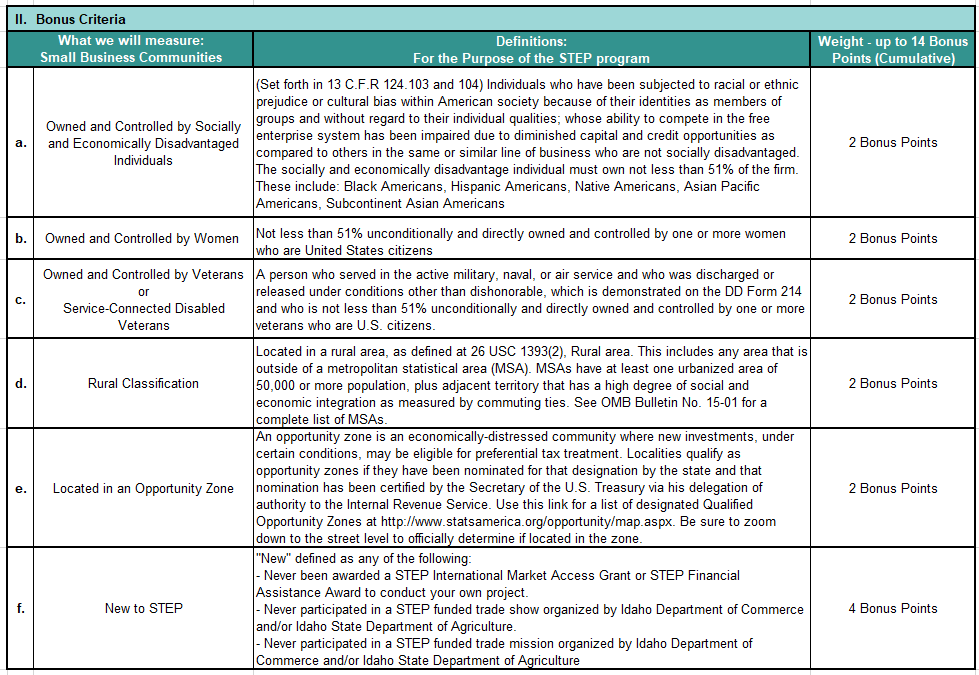 II. Bonus Criteria
What we will measure:
Small Business Communities
Definitions:
For the Purpose of the STEP program
Weight - up to 14 Bonus
Points (Cumulative)
a.
Owned and Controlled by Socially
and Economically Disadvantaged
Individuals
(Set forth in 13 C.F.R 124.103 and 104) Individuals who have been subjected to racial or ethnic
prejudice or cultural bias within American society because of their identities as members of
groups and without regard to their individual qualities; whose ability to compete in the free
enterprise system has been impaired due to diminished capital and credit opportunities as
compared to others in the same or similar line of business who are not socially disadvantaged.
The socially and economically disadvantage individual must own not less than 51% of the firm.
These include: Black Americans, Hispanic Americans, Native Americans, Asian Pacific
Americans, Subcontinent Asian Americans
2 Bonus Points
b.
Owned and Controlled by Women
Not less than 51% unconditionally and directly owned and controlled by one or more women
who are United States citizens
2 Bonus Points
c.
Owned and Controlled by Veterans
or
Service-Connected Disabled
Veterans
A person who served in the active military, naval, or air service and who was discharged or
released under conditions other than dishonorable, which is demonstrated on the DD Form 214
and who is not less than 51% unconditionally and directly owned and controlled by one or more
veterans who are U.S. citizens.
2 Bonus Points
d.
Rural Classification
Located in a rural area, as defined at 26 USC 1393(2), Rural area. This includes any area that is
outside of a metropolitan statistical area (MSA). MSAs have at least one urbanized area of
50,000 or more population, plus adjacent territory that has a high degree of social and
economic integration as measured by commuting ties. See OMB Bulletin No. 15-01 for a
complete list of MSAs.
2 Bonus Points
e.
Located in an Opportunity Zone
An opportunity zone is an economically-distressed community where new investments, under
certain conditions, may be eligible for preferential tax treatment. Localities qualify as
opportunity zones if they have been nominated for that designation by the state and that
nomination has been certified by the Secretary of the U.S. Treasury via his delegation of
authority to the Internal Revenue Service. Use this link for a list of designated Qualified
Opportunity Zones at http://www.statsamerica.org/opportunity/map.aspx. Be sure to zoom
down to the street level to officially determine if located in the zone.
2 Bonus Points
f.
New to STEP
"New" defined as any of the following:
- Never been awarded a STEP International Market Access Grant or STEP Financial
Assistance Award to conduct your own project.
- Never participated in a STEP funded trade show organized by Idaho Department of Commerce
and/or Idaho State Department of Agriculture.
- Never participated in a STEP funded trade mission organized by Idaho Department of
Commerce and/or Idaho State Department of Agriculture
4 Bonus Points